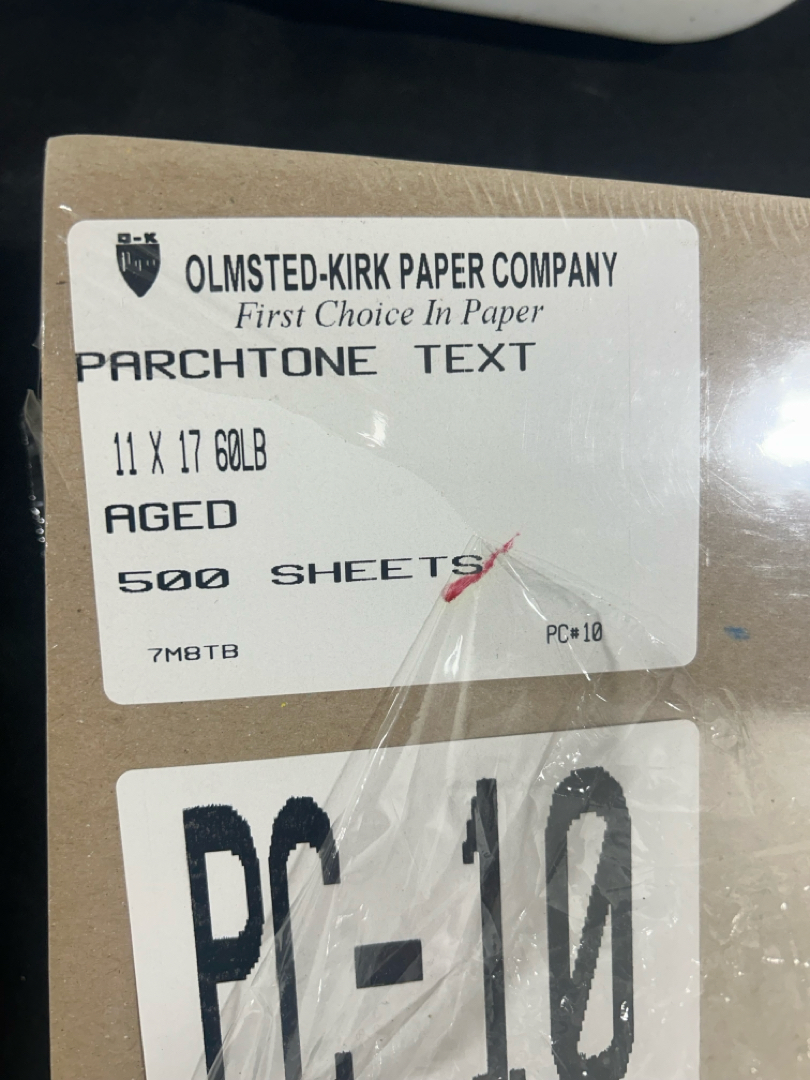 O-K
OLMSTED-KIRK PAPER COMPANY
First Choice In Paper
PARCHTONE TEXT
11 X 17 60LB
AGED
500 SHEETS
7M8TB
PC#10
PC-10